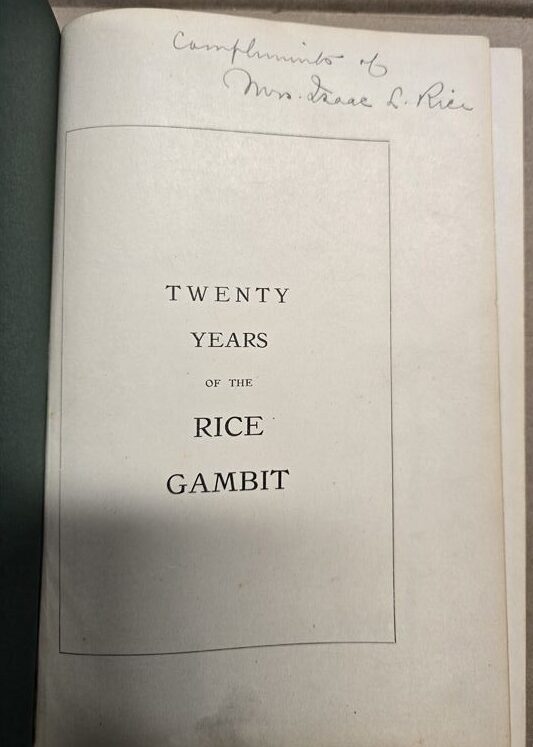 Compliments of
Mrs. Isaac L. Rice
TWENTY
YEARS
OF THE
RICE
GAMBIT